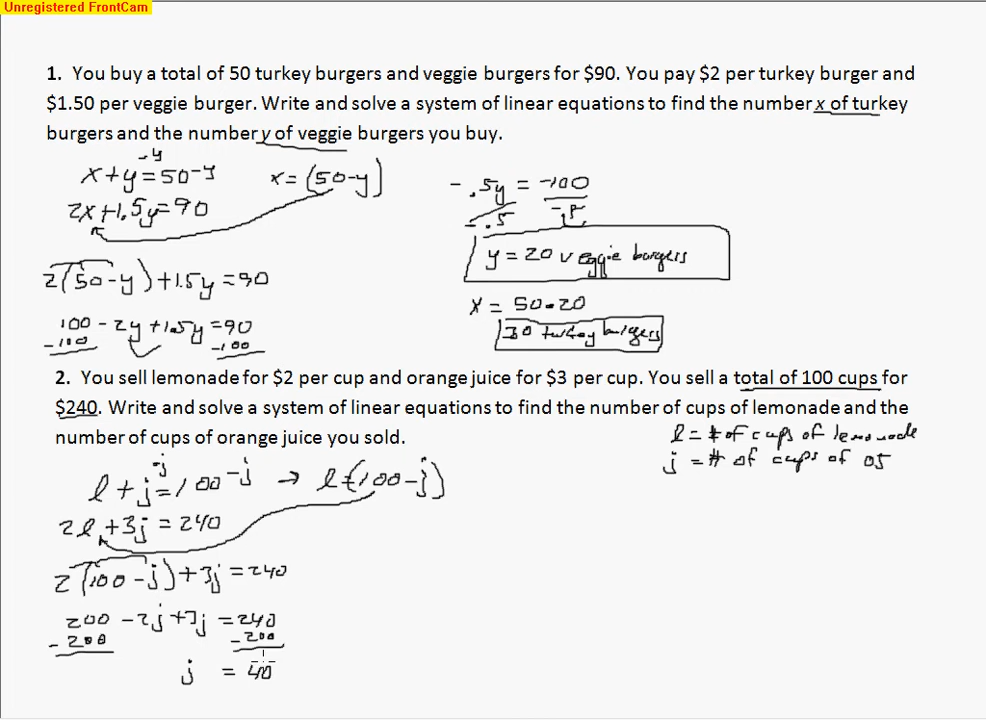 Unregistered FrontCam
1. You buy a total of 50 turkey burgers and veggie burgers for $90. You pay $2 per turkey burger and
$1.50 per veggie burger. Write and solve a system of linear equations to find the number x of turkey
burgers and the number y of veggie burgers you buy.
-y
x+y=50-y
x=(50-y)
2x+1.5y=90
2(50-y)+1.5y=90
100-2y+1.5y=90
-100 -100
-.5y = -100
-.5
y=20 veggie burgers
x = 50-20
30 turkey burgers
2. You sell lemonade for $2 per cup and orange juice for $3 per cup. You sell a total of 100 cups for
$240. Write and solve a system of linear equations to find the number of cups of lemonade and the
number of cups of orange juice you sold.
l=# of cups of lemonade
j=# of cups of OJ
-j
l+j=100-j → l=(100-j)
2l+3j=240
2(100-j)+3j=240
200-2j+3j=240
-200 -200
j = 40